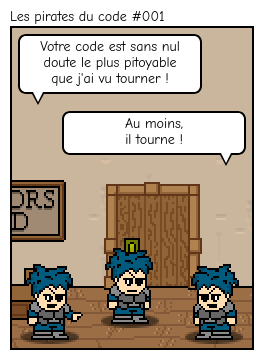 Les pirates du code #001
Votre code est sans nul
doute le plus pitoyable
que j'ai vu tourner !
Au moins,
il tourne !
ORS
D